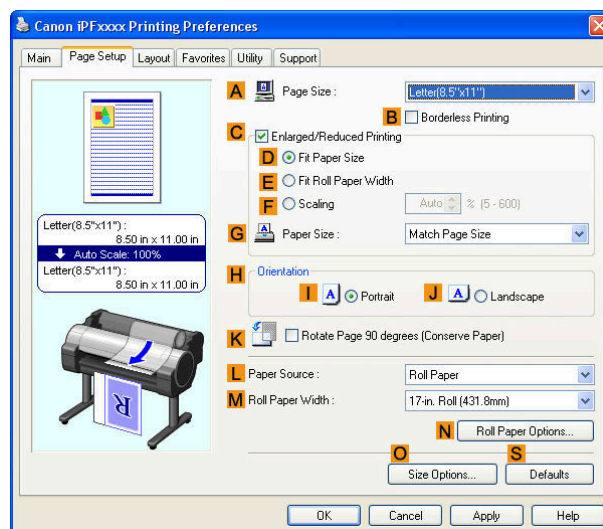 Canon iPFxxxx Printing Preferences
Main Page Setup Layout Favorites Utility Support
A Page Size : Letter(8.5"x11")
B Borderless Printing
C Enlarged/Reduced Printing
D Fit Paper Size
E Fit Roll Paper Width
F Scaling Auto % (5 - 600)
G Paper Size : Match Page Size
Letter(8.5"x11") :
8.50 in x 11.00 in
Auto Scale: 100%
Letter(8.5"x11") :
8.50 in x 11.00 in
H Orientation
I A Portrait J A Landscape
K Rotate Page 90 degrees (Conserve Paper)
L Paper Source : Roll Paper
M Roll Paper Width : 17-in. Roll (431.8mm)
R
N Roll Paper Options...
O S
Size Options... Defaults
OK Cancel Apply Help